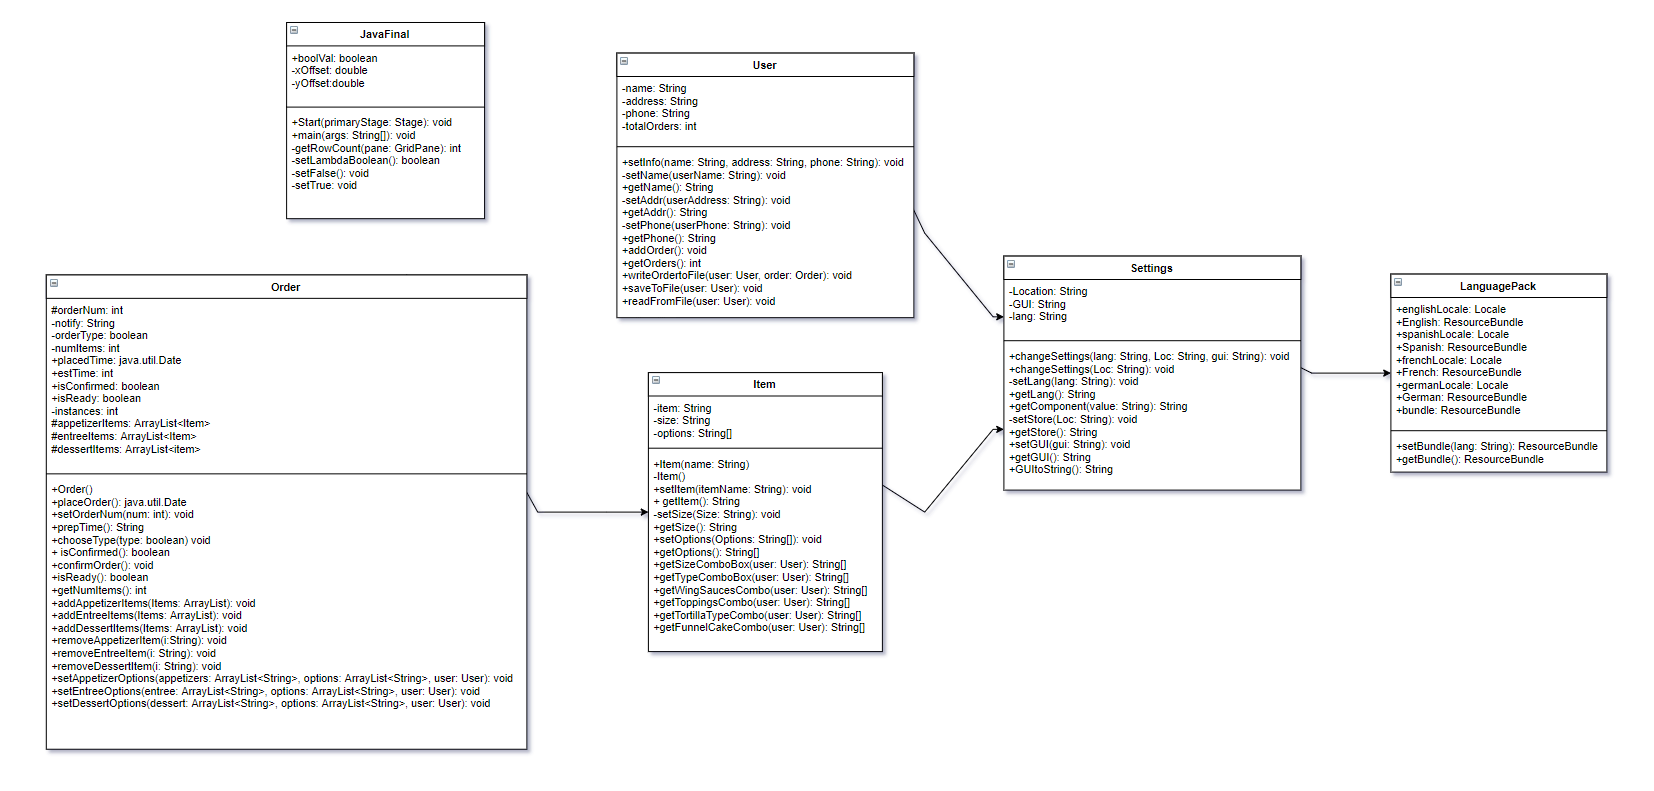 JavaFinal
+boolVal: boolean
-xOffset: double
-yOffset:double
+Start(primaryStage: Stage): void
+main(args: String[]): void
-getRowCount(pane: GridPane): int
-setLambdaBoolean(): boolean
-setFalse(): void
-setTrue: void
User
-name: String
-address: String
-phone: String
-totalOrders: int
+setInfo(name: String, address: String, phone: String): void
-setName(userName: String): void
+getName(): String
-setAddr(userAddress: String): void
+getAddr(): String
-setPhone(userPhone: String): void
+getPhone(): String
+addOrder(): void
+getOrders(): int
+writeOrdertoFile(user: User, order: Order): void
+saveToFile(user: User): void
+readFromFile(user: User): void
Order
#orderNum: int
-notify: String
-orderType: boolean
-numItems: int
+placedTime: java.util.Date
+estTime: int
+isConfirmed: boolean
+isReady: boolean
-instances: int
#appetizerItems: ArrayList<Item>
#entreeItems: ArrayList<Item>
#dessertItems: ArrayList<item>
+Order()
+placeOrder(): java.util.Date
+setOrderNum(num: int): void
+prepTime(): String
+chooseType(type: boolean) void
+ isConfirmed(): boolean
+confirmOrder(): void
+isReady(): boolean
+getNumItems(): int
+addAppetizerItems(Items: ArrayList): void
+addEntreeItems(Items: ArrayList): void
+addDessertItems(Items: ArrayList): void
+removeAppetizerItem(i:String): void
+removeEntreeItem(i: String): void
+removeDessertItem(i: String): void
+setAppetizerOptions(appetizers: ArrayList<String>, options: ArrayList<String>, user: User): void
+setEntreeOptions(entree: ArrayList<String>, options: ArrayList<String>, user: User): void
+setDessertOptions(dessert: ArrayList<String>, options: ArrayList<String>, user: User): void
Item
-item: String
-size: String
-options: String[]
+Item(name: String)
-Item()
+setItem(itemName: String): void
+ getItem(): String
-setSize(Size: String): void
+getSize(): String
+setOptions(Options: String[]): void
+getOptions(): String[]
+getSizeComboBox(user: User): String[]
+getTypeComboBox(user: User): String[]
+getWingSaucesCombo(user: User): String[]
+getToppingsCombo(user: User): String[]
+getTortillaTypeCombo(user: User): String[]
+getFunnelCakeCombo(user: User): String[]
Settings
-Location: String
-GUI: String
-lang: String
+changeSettings(lang: String, Loc: String, gui: String): void
+changeSettings(Loc: String): void
-setLang(lang: String): void
+getLang(): String
+getComponent(value: String): String
-setStore(Loc: String): void
+getStore(): String
+setGUI(gui: String): void
+getGUI(): String
+GUItoString(): String
LanguagePack
+englishLocale: Locale
+English: ResourceBundle
+spanishLocale: Locale
+Spanish: ResourceBundle
+frenchLocale: Locale
+French: ResourceBundle
+germanLocale: Locale
+German: ResourceBundle
+bundle: ResourceBundle
+setBundle(lang: String): ResourceBundle
+getBundle(): ResourceBundle